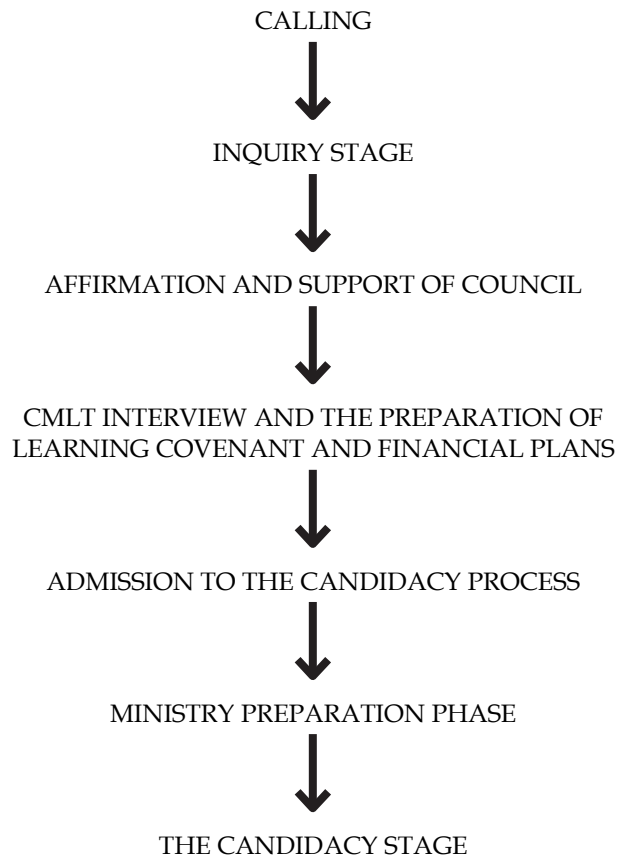 CALLING
INQUIRY STAGE
AFFIRMATION AND SUPPORT OF COUNCIL
CMLT INTERVIEW AND THE PREPARATION OF
LEARNING COVENANT AND FINANCIAL PLANS
ADMISSION TO THE CANDIDACY PROCESS
MINISTRY PREPARATION PHASE
THE CANDIDACY STAGE